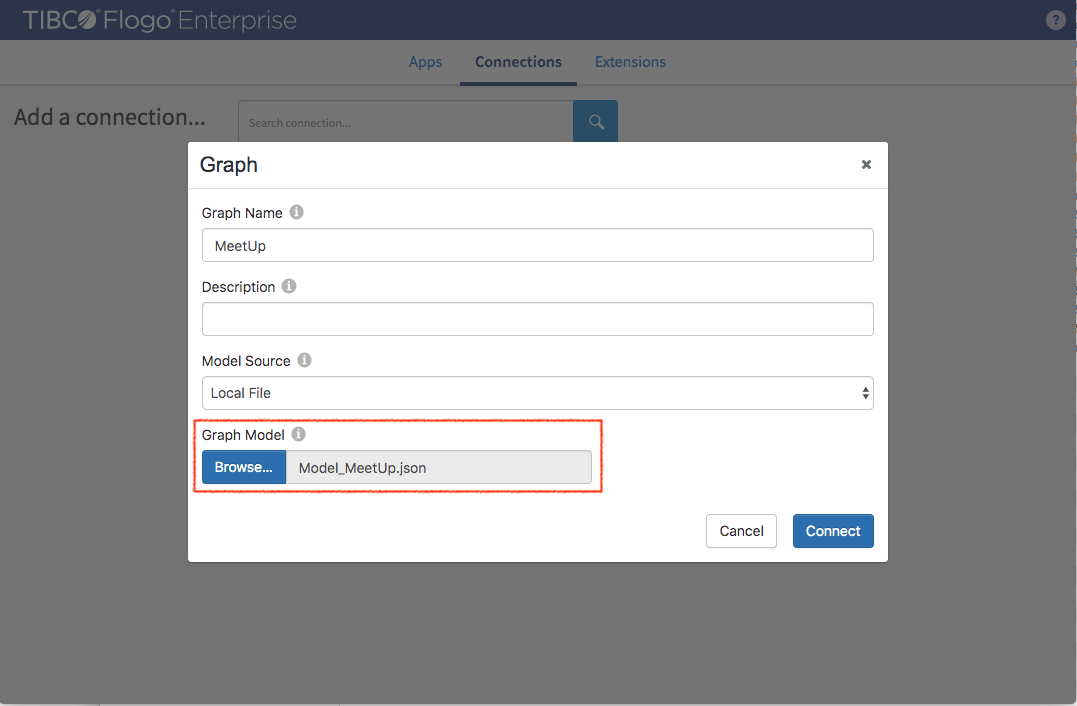 TIBCO® Flogo® Enterprise
?
Apps Connections Extensions
Add a connection...
Search connection...
Graph
Graph Name
MeetUp
Description
Model Source
Local File
Graph Model
Browse... Model_MeetUp.json
Cancel Connect